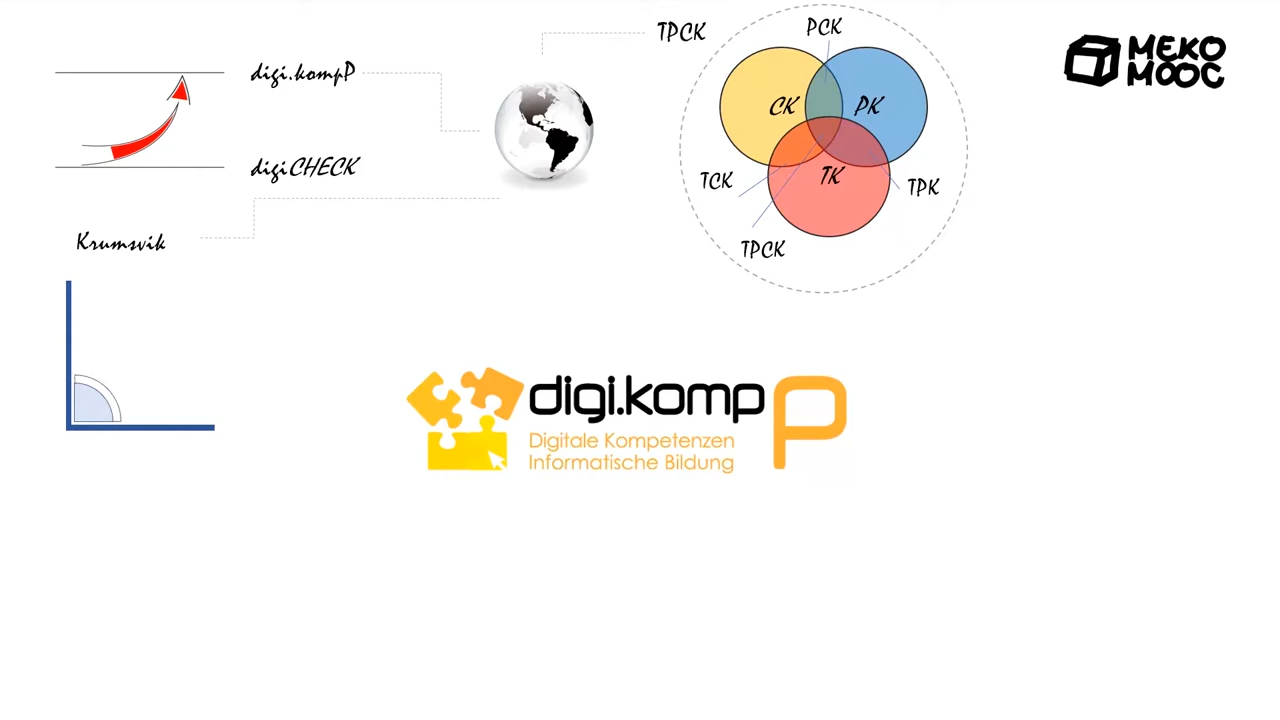 digi.kompP
digiCHECK
Krumsvik
TPCK
PCK
CK
PK
TCK
TK
TPK
TPCK
MEKO
MOOC
digi.komp P
Digitale Kompetenzen
Informatische Bildung